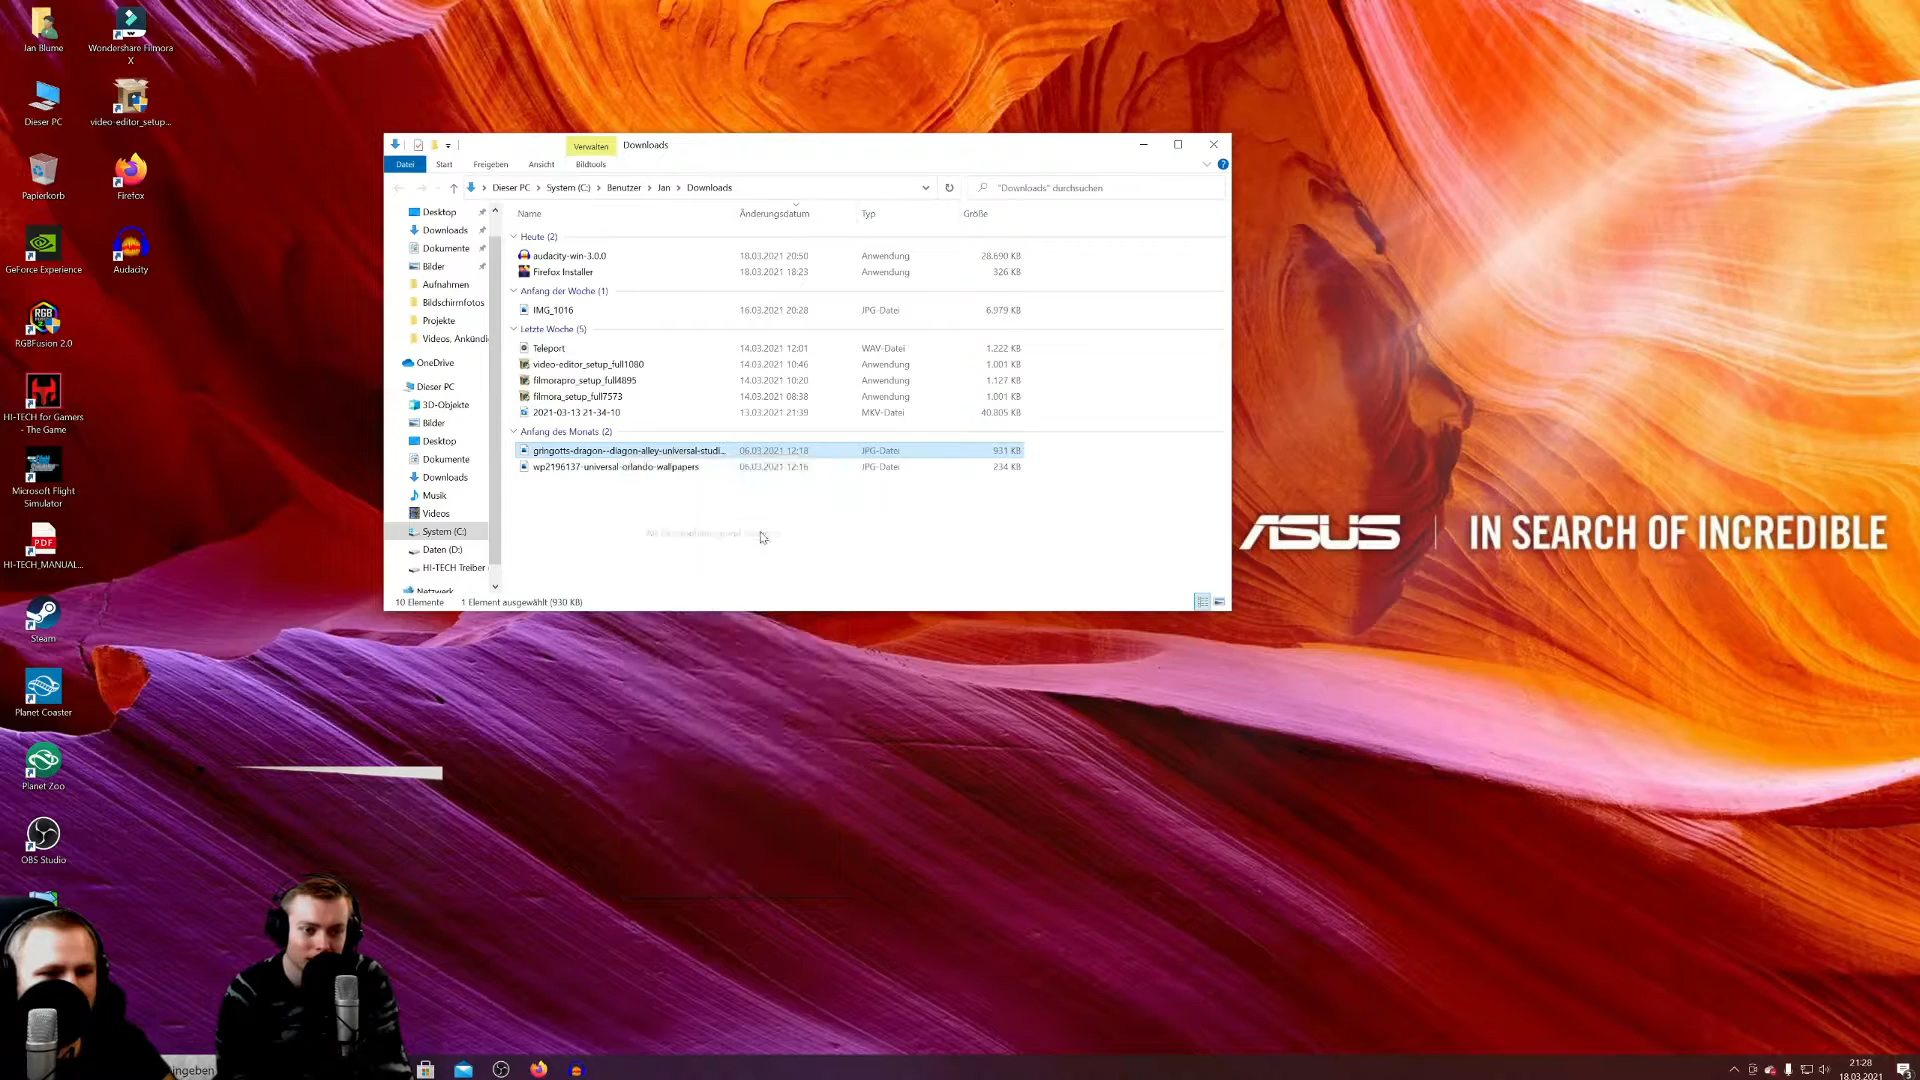 Jan Blume
Wondershare Filmora
X
Dieser PC
video-editor_setup...
Papierkorb
Firefox
GeForce Experience
Audacity
RGB
RGBFusion 2.0
HI-TECH for Gamers
- The Game
Microsoft Flight
Simulator
PDF
HI-TECH_MANUAL...
Steam
Planet Coaster
Planet Zoo
OBS Studio
Verwalten
Downloads
Datei
Start
Freigeben
Ansicht
Bildtools
Dieser PC
System (C:)
Benutzer
Jan
Downloads
"Downloads" durchsuchen
Desktop
Downloads
Dokumente
Bilder
Aufnahmen
Bildschirmfotos
Projekte
Videos, Ankündi
OneDrive
Dieser PC
3D-Objekte
Bilder
Desktop
Dokumente
Downloads
Musik
Videos
System (C:)
Daten (D:)
HI-TECH Treiber
Netzwerk
Name Änderungsdatum Typ Größe
Heute (2)
audacity-win-3.0.0 18.03.2021 20:50 Anwendung 28.690 KB
Firefox Installer 18.03.2021 18:23 Anwendung 326 KB
Anfang der Woche (1)
IMG_1016 16.03.2021 20:28 JPG-Datei 6.979 KB
Letzte Woche (5)
Teleport 14.03.2021 12:01 WAV-Datei 1.222 KB
video-editor_setup_full1080 14.03.2021 10:46 Anwendung 1.001 KB
filmorapro_setup_full4895 14.03.2021 10:20 Anwendung 1.127 KB
filmora_setup_full7573 14.03.2021 08:38 Anwendung 1.001 KB
2021-03-13 21-34-10 13.03.2021 21:39 MKV-Datei 40.805 KB
Anfang des Monats (2)
gringotts-dragon--diagon-alley-universal-studi... 06.03.2021 12:18 JPG-Datei 931 KB
wp2196137-universal-orlando-wallpapers 06.03.2021 12:16 JPG-Datei 234 KB
10 Elemente 1 Element ausgewählt (930 KB)
ASUS IN SEARCH OF INCREDIBLE
ingeben
21:28
18.03.2021
3